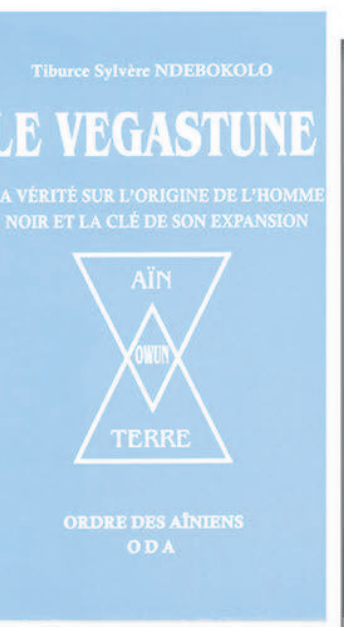 Tiburce Sylvère NDEBOKOLO
LE VEGASTUNE
A VÉRITÉ SUR L'ORIGINE DE L'HOMME
NOIR ET LA CLÉ DE SON EXPANSION
AÏN
OWUN
TERRE
ORDRE DES AÏNIENS
O D A